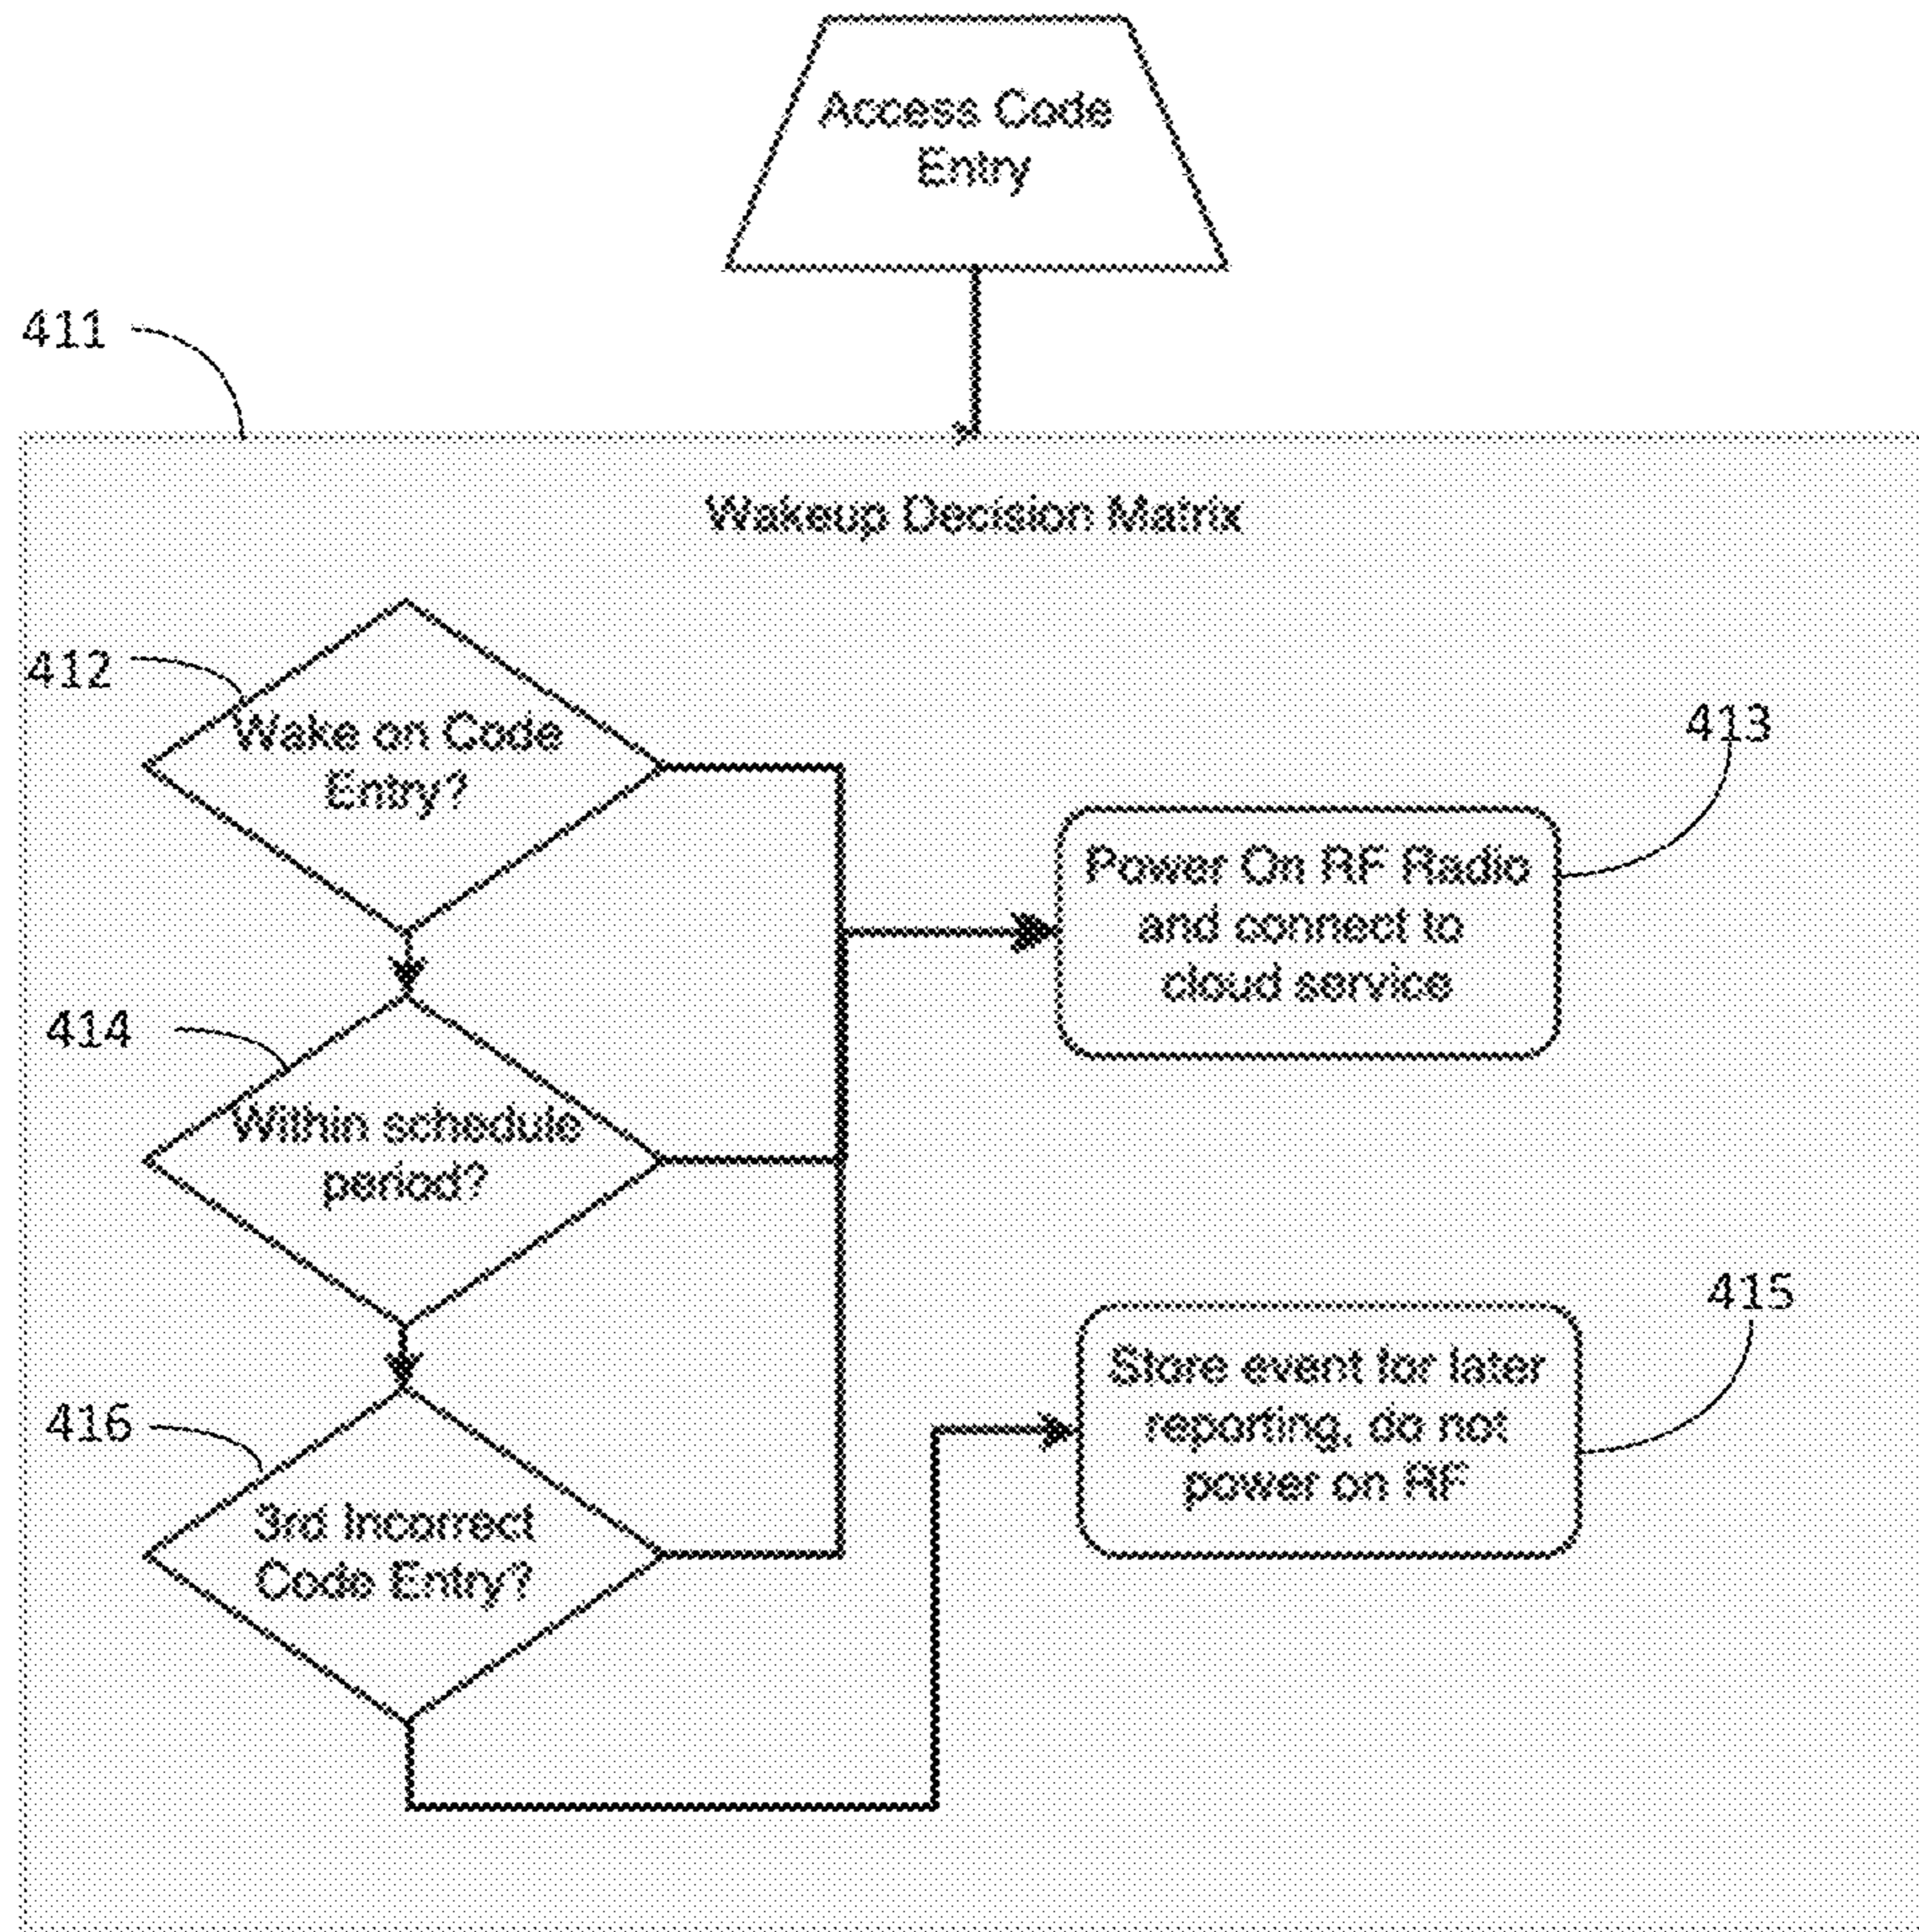 Access Code
Entry
411
Wakeup Decision Matrix
412
Wake on Code
Entry?
413
Power On RF Radio
and connect to
cloud service
414
Within schedule
period?
415
Store event for later
reporting, do not
power on RF
416
3rd Incorrect
Code Entry?